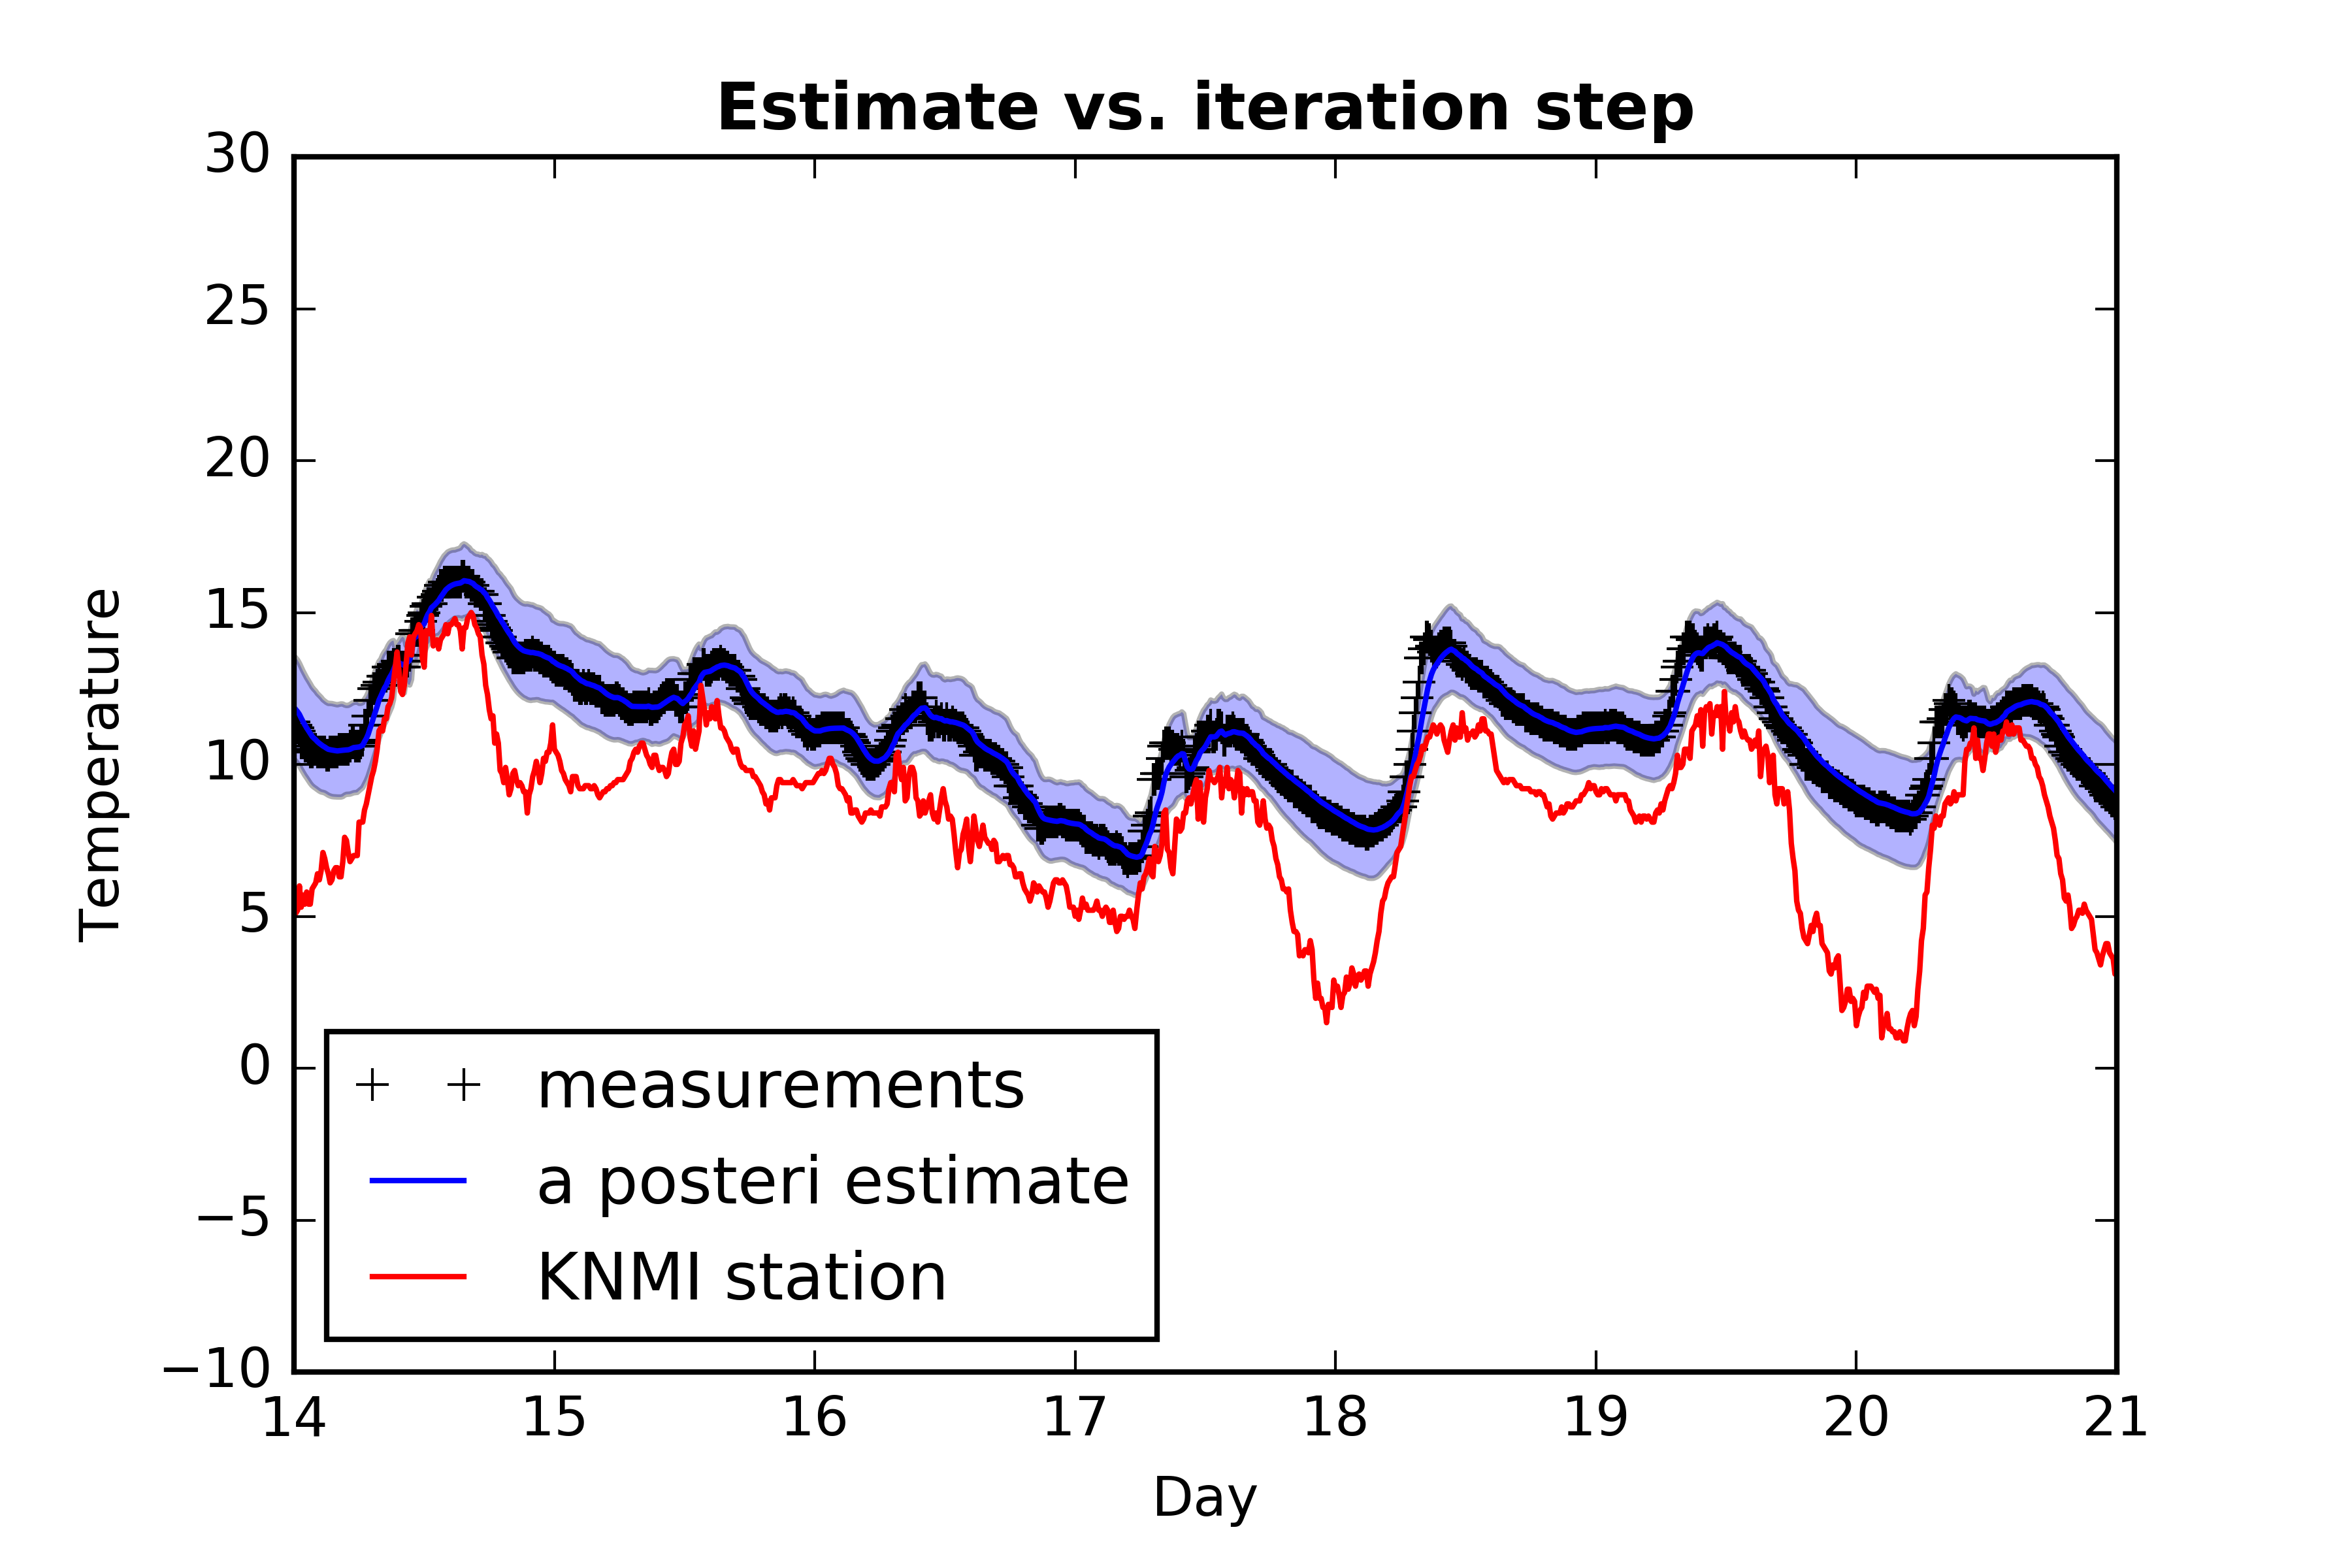 Estimate vs. iteration step
30
25
20
15
10
5
0
−5
−10
Temperature
measurements
a posteri estimate
KNMI station
14 15 16 17 18 19 20 21
Day